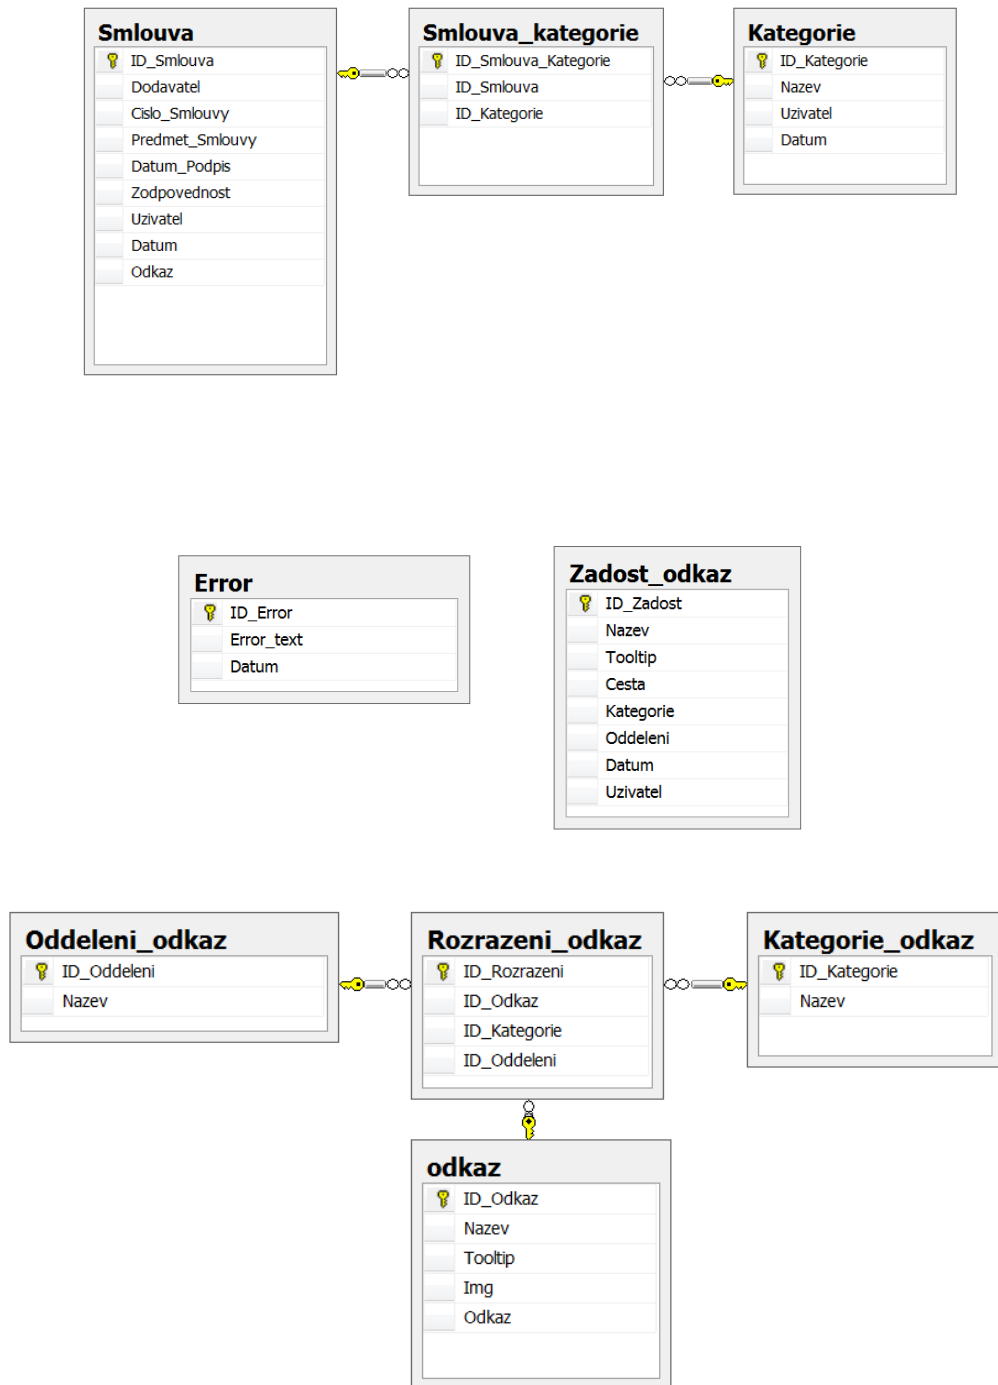 Smlouva
ID_Smlouva
Dodavatel
Cislo_Smlouvy
Predmet_Smlouvy
Datum_Podpis
Zodpovednost
Uzivatel
Datum
Odkaz
Smlouva_kategorie
ID_Smlouva_Kategorie
ID_Smlouva
ID_Kategorie
Kategorie
ID_Kategorie
Nazev
Uzivatel
Datum
Error
ID_Error
Error_text
Datum
Zadost_odkaz
ID_Zadost
Nazev
Tooltip
Cesta
Kategorie
Oddeleni
Datum
Uzivatel
Oddeleni_odkaz
ID_Oddeleni
Nazev
Rozrazeni_odkaz
ID_Rozrazeni
ID_Odkaz
ID_Kategorie
ID_Oddeleni
Kategorie_odkaz
ID_Kategorie
Nazev
odkaz
ID_Odkaz
Nazev
Tooltip
Img
Odkaz